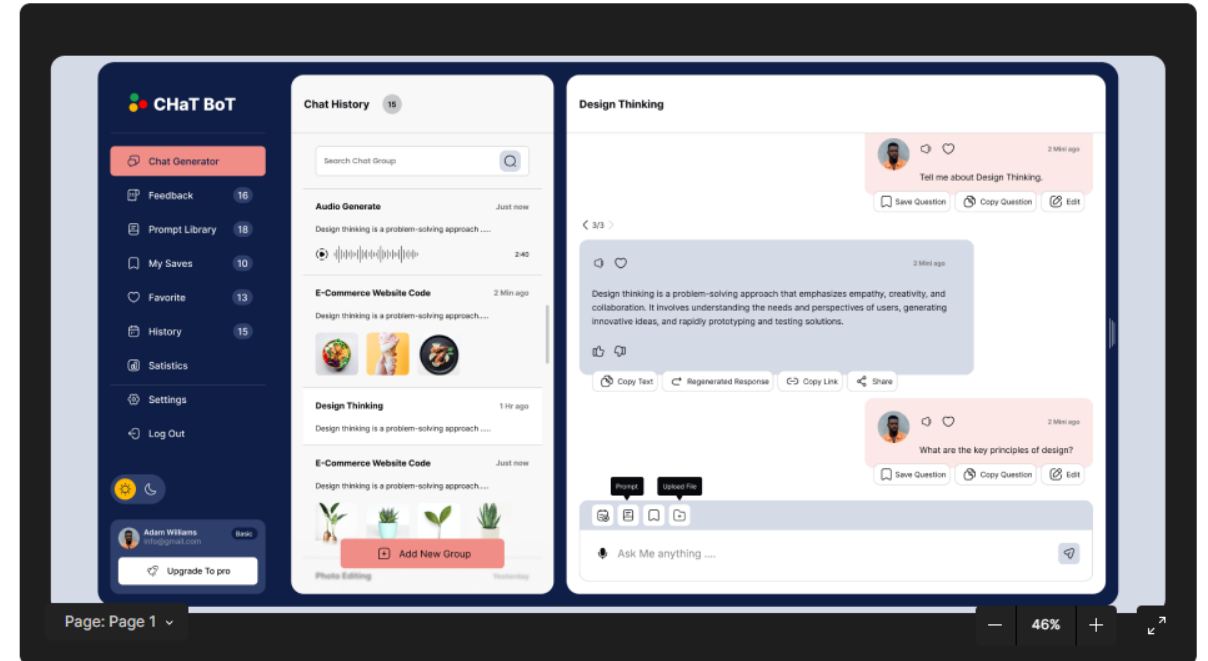 CHaT BoT
Chat Generator
Feedback 16
Prompt Library 18
My Saves 10
Favorite 13
History 15
Satistics
Settings
Log Out
Adam Williams
info@gmail.com
Basic
Upgrade To pro
Chat History 15
Search Chat Group
Audio Generate Just now
Design thinking is a problem-solving approach .....
2:40
E-Commerce Website Code 2 Min ago
Design thinking is a problem-solving approach.....
Design Thinking 1 Hr ago
Design thinking is a problem-solving approach .....
E-Commerce Website Code Just now
Design thinking is a problem-solving approach.....
Add New Group
Photo Editing Yesterday
Design Thinking
2 Mini ago
Tell me about Design Thinking.
Save Question Copy Question Edit
3/3
2 Mini ago
Design thinking is a problem-solving approach that emphasizes empathy, creativity, and
collaboration. It involves understanding the needs and perspectives of users, generating
innovative ideas, and rapidly prototyping and testing solutions.
Copy Text Regenerated Response Copy Link Share
2 Mini ago
What are the key principles of design?
Save Question Copy Question Edit
Prompt Upload File
Ask Me anything ....
Page: Page 1
46%